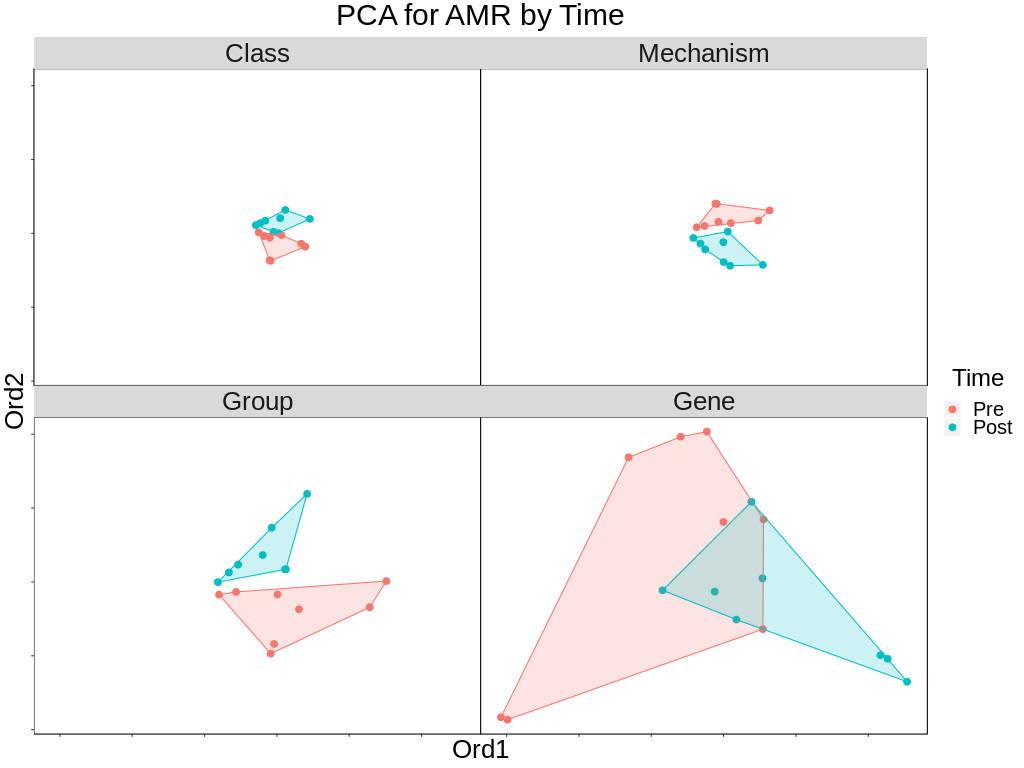 PCA for AMR by Time
Class
Mechanism
Group
Gene
Ord2
Ord1
Time
Pre
Post